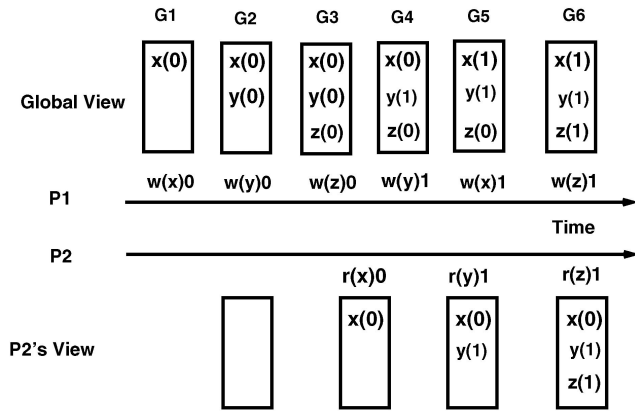 G1 G2 G3 G4 G5 G6
x(0) x(0) x(0) x(0) x(1) x(1)
Global View y(0) y(0) y(1) y(1) y(1)
z(0) z(0) z(0) z(1)
w(x)0 w(y)0 w(z)0 w(y)1 w(x)1 w(z)1
P1
Time
P2
r(x)0 r(y)1 r(z)1
x(0) x(0) x(0)
P2's View y(1) y(1)
z(1)